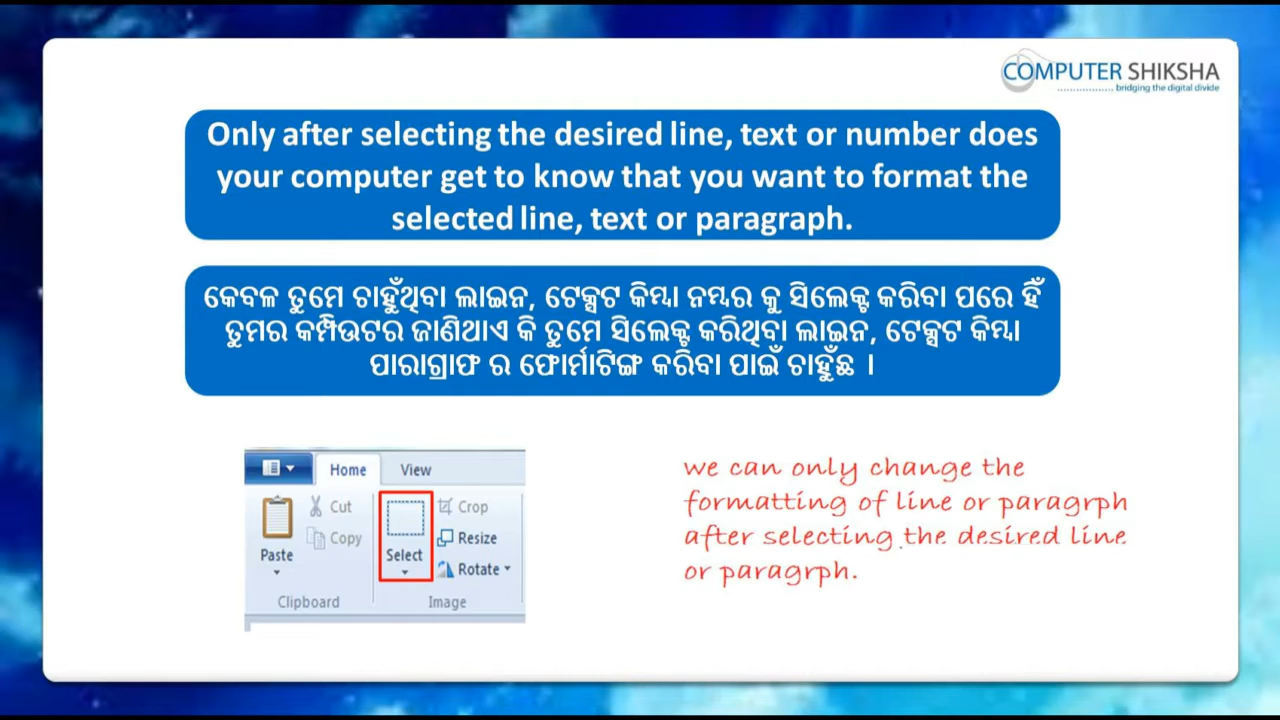 COMPUTER SHIKSHA
bridging the digital divide
Only after selecting the desired line, text or number does
your computer get to know that you want to format the
selected line, text or paragraph.
କେବଳ ତୁମେ ଚାହୁଁଥିବା ଲାଇନ, ଟେକ୍ସଟ କିମ୍ବା ନମ୍ବର କୁ ସିଲେକ୍ଟ କରିବା ପରେ ହିଁ
ତୁମର କମ୍ପିଉଟର ଜାଣିଥାଏ କି ତୁମେ ସିଲେକ୍ଟ କରିଥିବା ଲାଇନ, ଟେକ୍ସଟ କିମ୍ବା
ପାରାଗ୍ରାଫ ର ଫୋର୍ମାଟିଙ୍ଗ କରିବା ପାଇଁ ଚାହୁଁଛ ।
Home View
Cut Crop
Copy Resize
Paste Select Rotate
Clipboard Image
we can only change the
formatting of line or paragrph
after selecting the desired line
or paragrph.